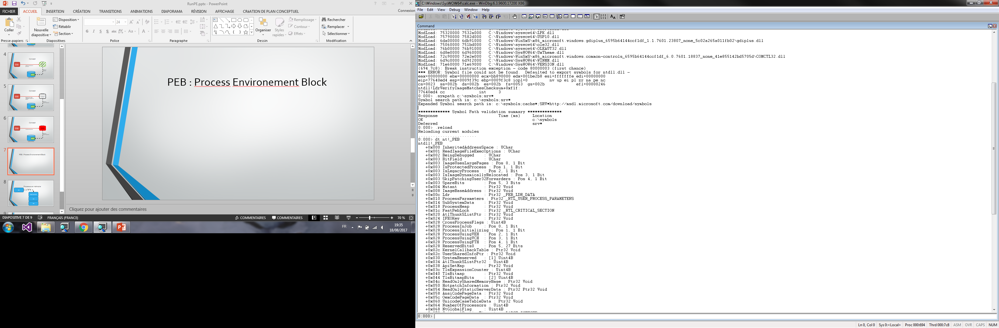 RunPE.pptx - PowerPoint
FICHIER ACCUEIL INSERTION CRÉATION TRANSITIONS ANIMATIONS DIAPORAMA RÉVISION AFFICHAGE CRéATION DE PLAN CONCEPTUEL Connexion
Coller
Presse-papiers
Nouvelle diapositive
Disposition
Rétablir
Section
Diapositives
24
G I S S abc AV Aa A
Police
Paragraphe
Organiser
Styles rapides
Remplissage
Contour
Effets
Dessin
Rechercher
Remplacer
Sélectionner
Modification
4
Concept
5
6
Concept
7
PEB : Process Environement Block
8
Processus en mémoire
9
PEB : Process Environement Block
Cliquez pour ajouter des commentaires
DIAPOSITIVE 7 DE 9 FRANÇAIS (FRANCE) COMMENTAIRES COMMENTAIRES 70 %
FR
19:35
18/08/2017
C:\Windows\SysWOW64\calc.exe - WinDbg:6.3.9600.17200 X86
File Edit View Debug Window Help
Command
ModLoad: 75320000 7532a000 C:\Windows\syswow64\LPK.dll
ModLoad: 75790000 7582d000 C:\Windows\syswow64\USP10.dll
ModLoad: 6da00000 6db91000 C:\Windows\WinSxS\x86_microsoft.windows.gdiplus_6595b64144ccf1df_1.1.7601.23807_none_5c02a265a011fb02\gdiplus.dll
ModLoad: 75060000 751bd000 C:\Windows\syswow64\ole32.dll
ModLoad: 76b00000 76b91000 C:\Windows\syswow64\OLEAUT32.dll
ModLoad: 6d8e0000 6d960000 C:\Windows\SysWOW64\UxTheme.dll
ModLoad: 72c90000 72e2e000 C:\Windows\WinSxS\x86_microsoft.windows.common-controls_6595b64144ccf1df_6.0.7601.18837_none_41e855142bd5705d\COMCTL32.dll
ModLoad: 6d9c0000 6d9f2000 C:\Windows\SysWOW64\WINMM.dll
ModLoad: 71e60000 71e69000 C:\Windows\SysWOW64\VERSION.dll
(694.7c8): Break instruction exception - code 80000003 (first chance)
*** ERROR: Symbol file could not be found. Defaulted to export symbols for ntdll.dll -
eax=00000000 ebx=00000000 ecx=bb890000 edx=001be2b8 esi=fffffffe edi=00000000
eip=77640ed4 esp=0009f39c ebp=0009f3c8 iopl=0 nv up ei pl zr na pe nc
cs=0023 ss=002b ds=002b es=002b fs=0053 gs=002b efl=00000246
ntdll!LdrVerifyImageMatchesChecksum+0xf1f:
77640ed4 cc int 3
0:000> .sympath c:\symbols;srv*
Symbol search path is: c:\symbols;srv*
Expanded Symbol search path is: c:\symbols;cache*;SRV*http://msdl.microsoft.com/download/symbols
************* Symbol Path validation summary **************
Response Time (ms) Location
OK c:\symbols
Deferred srv*
0:000> .reload
Reloading current modules
........................
0:000> dt nt!_PEB
ntdll!_PEB
+0x000 InheritedAddressSpace : UChar
+0x001 ReadImageFileExecOptions : UChar
+0x002 BeingDebugged : UChar
+0x003 BitField : UChar
+0x003 ImageUsesLargePages : Pos 0, 1 Bit
+0x003 IsProtectedProcess : Pos 1, 1 Bit
+0x003 IsLegacyProcess : Pos 2, 1 Bit
+0x003 IsImageDynamicallyRelocated : Pos 3, 1 Bit
+0x003 SkipPatchingUser32Forwarders : Pos 4, 1 Bit
+0x003 SpareBits : Pos 5, 3 Bits
+0x004 Mutant : Ptr32 Void
+0x008 ImageBaseAddress : Ptr32 Void
+0x00c Ldr : Ptr32 _PEB_LDR_DATA
+0x010 ProcessParameters : Ptr32 _RTL_USER_PROCESS_PARAMETERS
+0x014 SubSystemData : Ptr32 Void
+0x018 ProcessHeap : Ptr32 Void
+0x01c FastPebLock : Ptr32 _RTL_CRITICAL_SECTION
+0x020 AtlThunkSListPtr : Ptr32 Void
+0x024 IFEOKey : Ptr32 Void
+0x028 CrossProcessFlags : Uint4B
+0x028 ProcessInJob : Pos 0, 1 Bit
+0x028 ProcessInitializing : Pos 1, 1 Bit
+0x028 ProcessUsingVEH : Pos 2, 1 Bit
+0x028 ProcessUsingVCH : Pos 3, 1 Bit
+0x028 ProcessUsingFTH : Pos 4, 1 Bit
+0x028 ReservedBits0 : Pos 5, 27 Bits
+0x02c KernelCallbackTable : Ptr32 Void
+0x02c UserSharedInfoPtr : Ptr32 Void
+0x030 SystemReserved : [1] Uint4B
+0x034 AtlThunkSListPtr32 : Uint4B
+0x038 ApiSetMap : Ptr32 Void
+0x03c TlsExpansionCounter : Uint4B
+0x040 TlsBitmap : Ptr32 Void
+0x044 TlsBitmapBits : [2] Uint4B
+0x04c ReadOnlySharedMemoryBase : Ptr32 Void
+0x050 HotpatchInformation : Ptr32 Void
+0x054 ReadOnlyStaticServerData : Ptr32 Ptr32 Void
+0x058 AnsiCodePageData : Ptr32 Void
+0x05c OemCodePageData : Ptr32 Void
+0x060 UnicodeCaseTableData : Ptr32 Void
+0x064 NumberOfProcessors : Uint4B
+0x068 NtGlobalFlag : Uint4B
0:000>
Ln 0, Col 0 Sys 0:<Local> Proc 000:694 Thrd 000:7c8 ASM OVR CAPS NUM